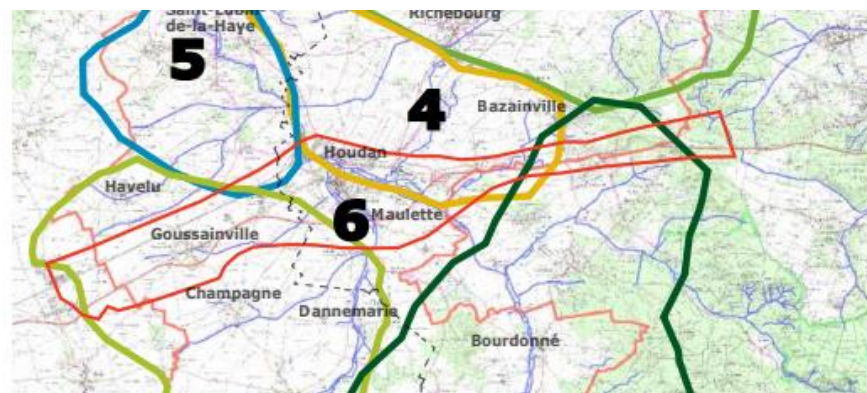 Saint-Lubin
de-la-Haye
Richebourg
5
4
Bazainville
Houdan
Havelu
6
Maulette
Goussainville
Champagne
Dannemarie
Bourdonné